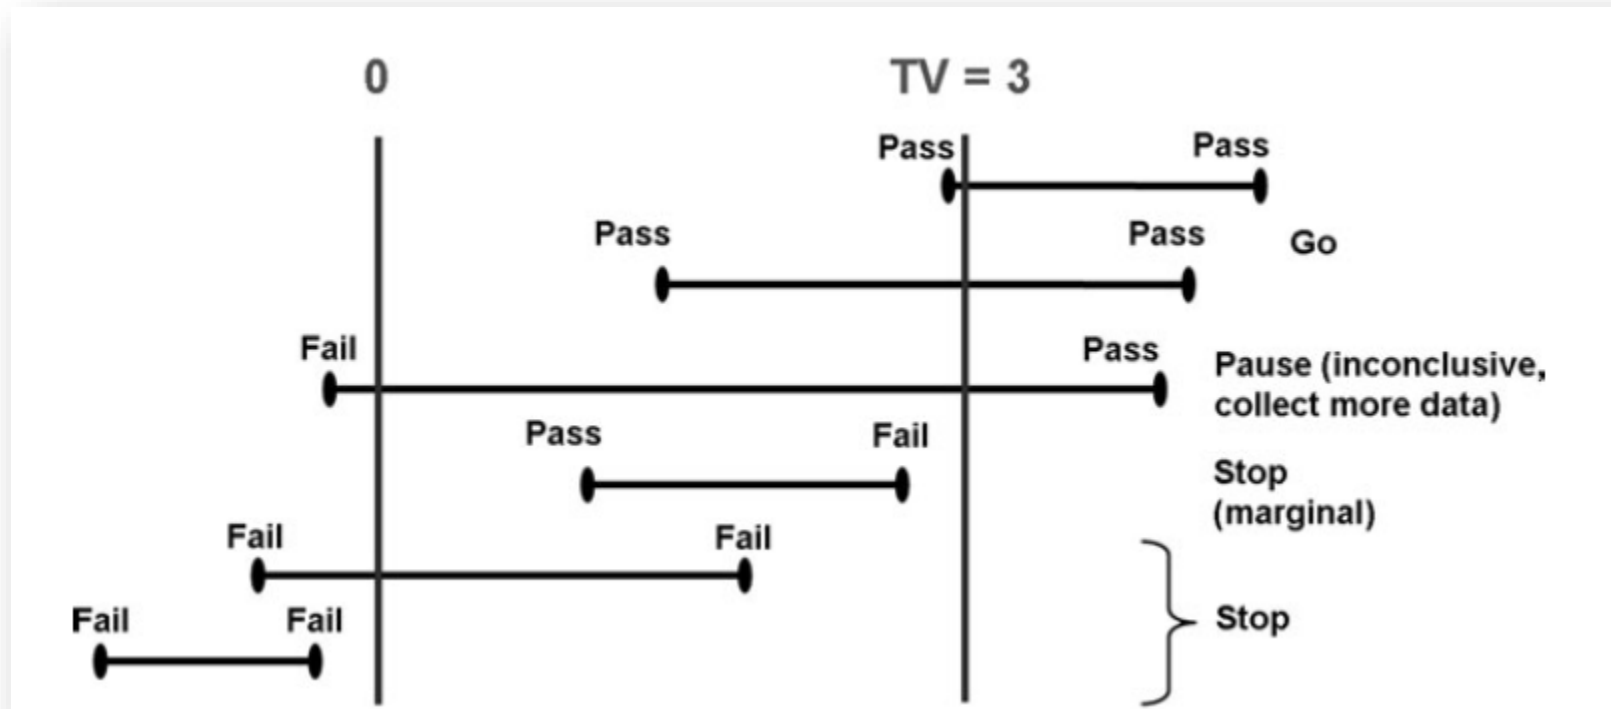 0
TV = 3
Pass
Pass
Pass
Pass
Go
Fail
Pass
Pause (inconclusive,
collect more data)
Pass
Fail
Stop
(marginal)
Fail
Fail
Fail
Fail
Stop